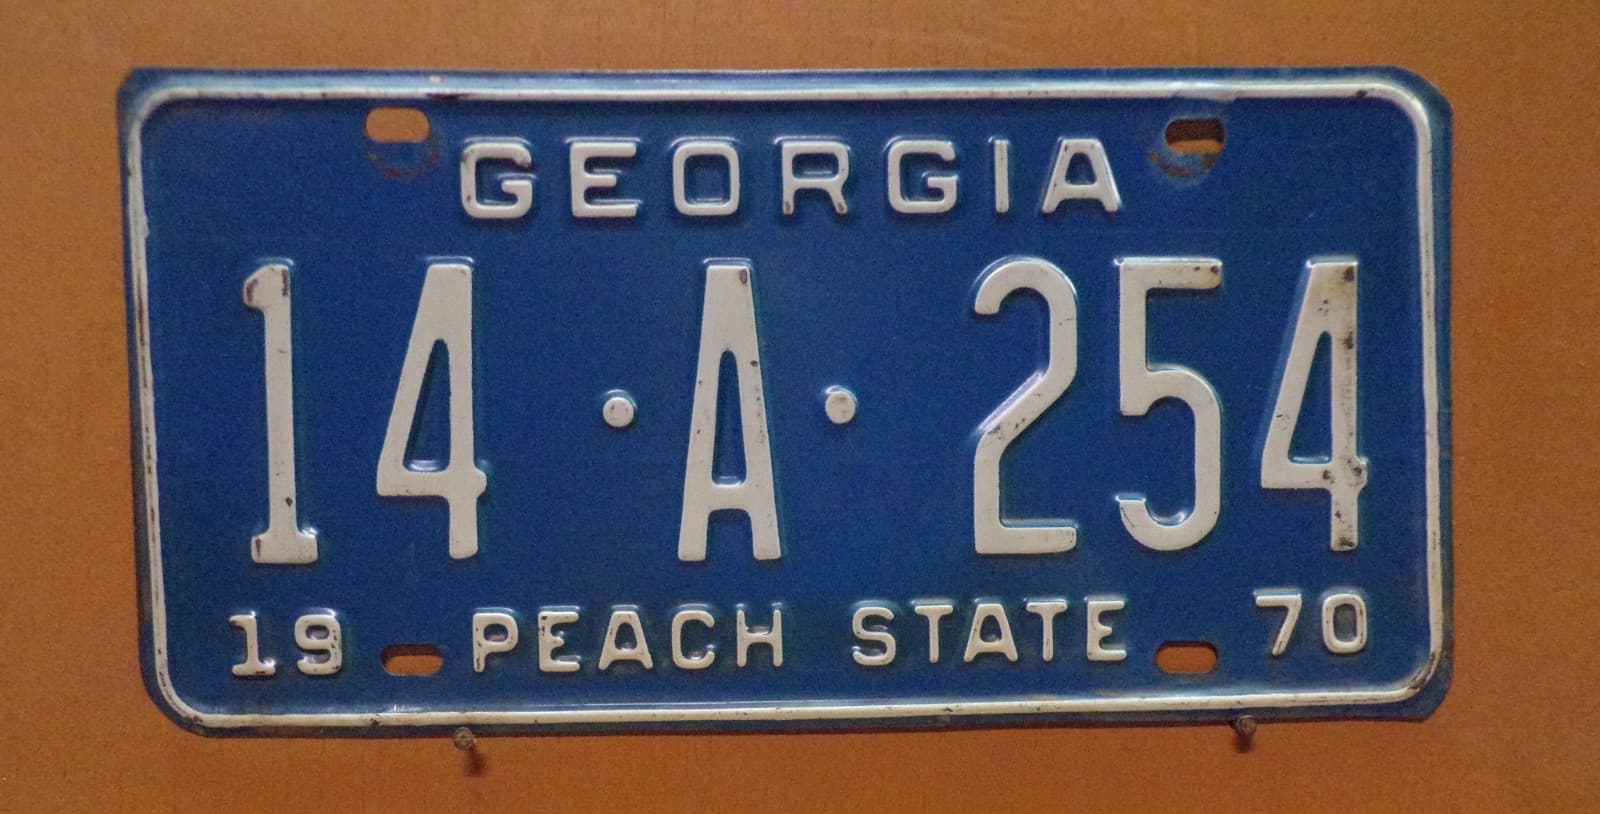 GEORGIA
14·A·254
19 PEACH STATE 70